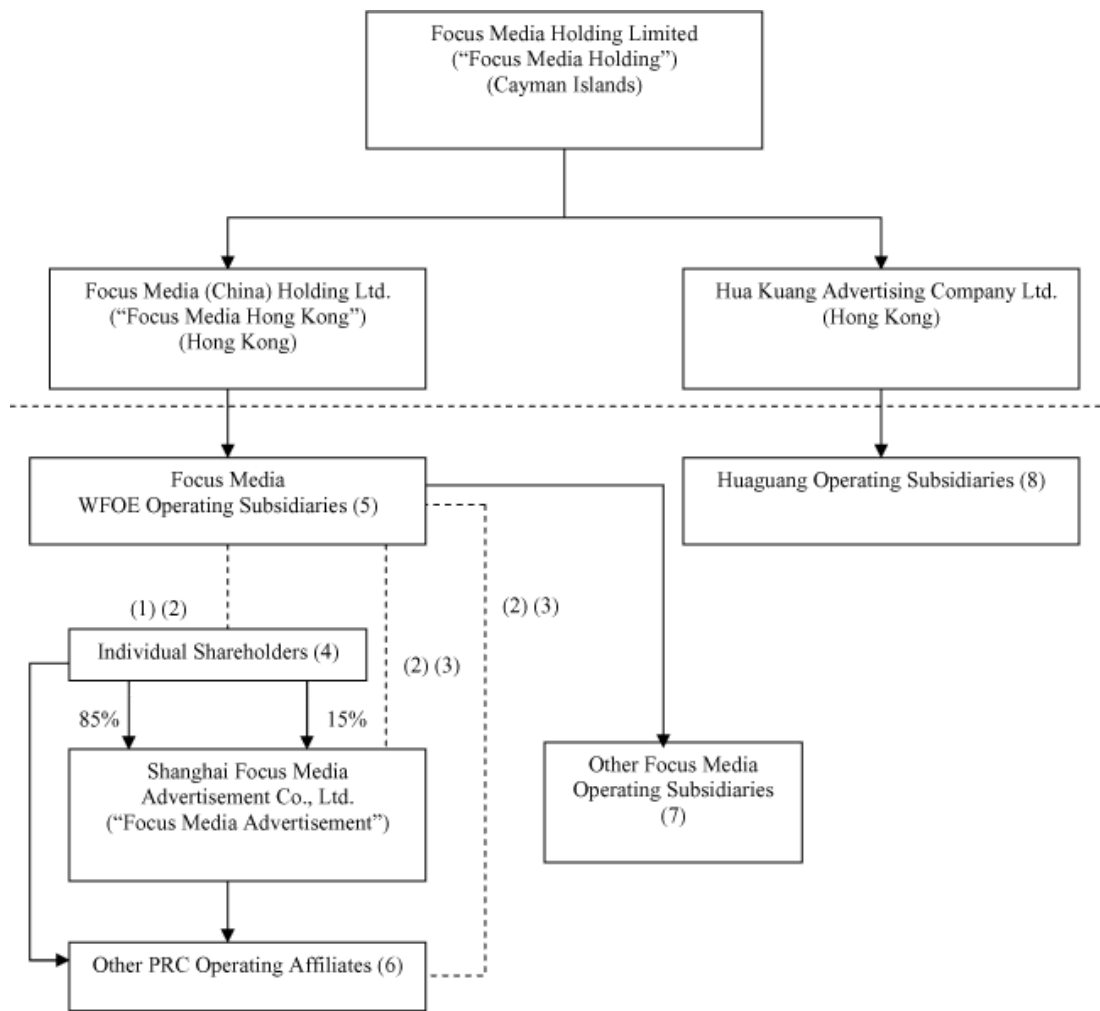 Focus Media Holding Limited
(“Focus Media Holding”)
(Cayman Islands)
Focus Media (China) Holding Ltd.
(“Focus Media Hong Kong”)
(Hong Kong)
Hua Kuang Advertising Company Ltd.
(Hong Kong)
Focus Media
WFOE Operating Subsidiaries (5)
Huaguang Operating Subsidiaries (8)
(1) (2)
(2) (3)
Individual Shareholders (4)
(2) (3)
85%
15%
Shanghai Focus Media
Advertisement Co., Ltd.
(“Focus Media Advertisement”)
Other Focus Media
Operating Subsidiaries
(7)
Other PRC Operating Affiliates (6)